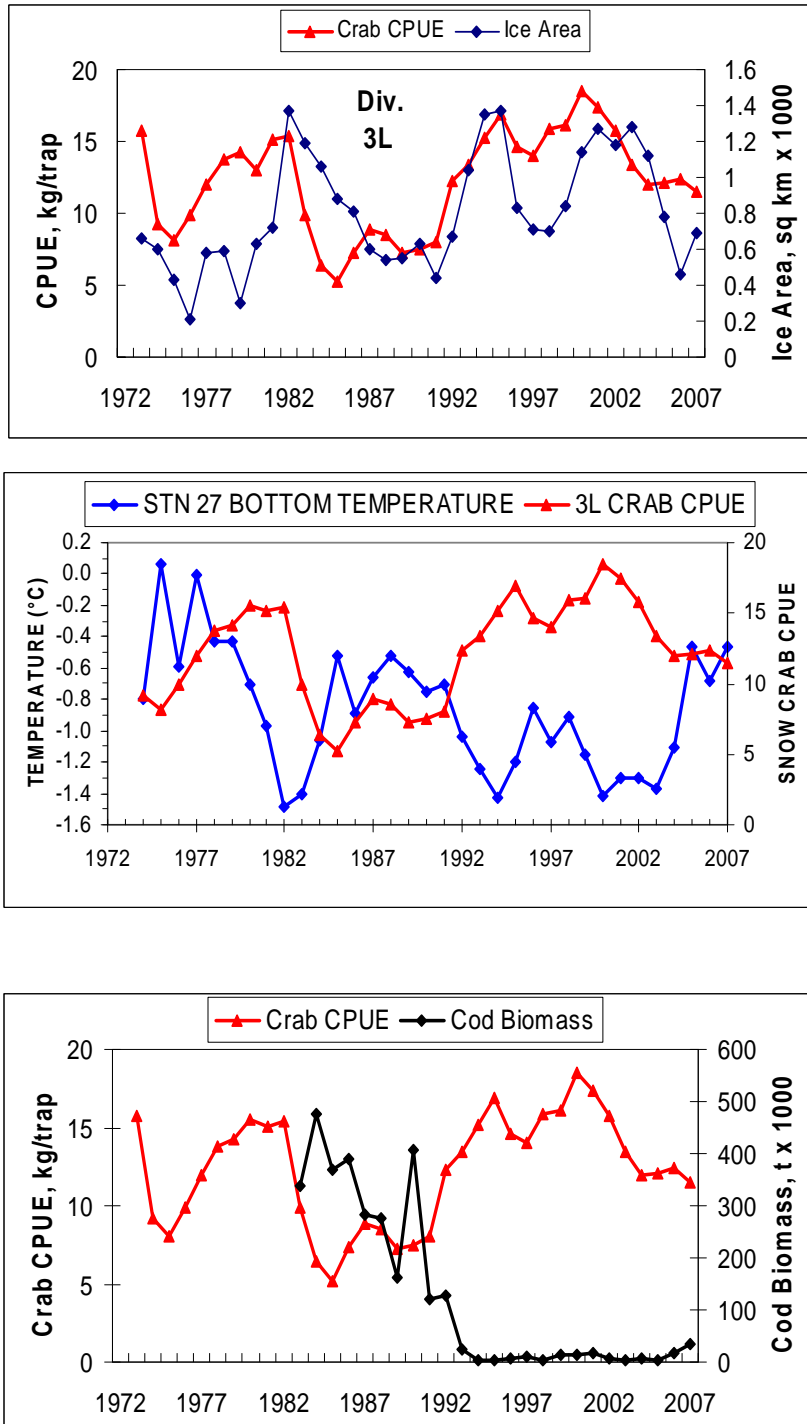 Crab CPUE Ice Area
Div.
3L
CPUE, kg/trap
20
15
10
5
0
1.6
1.4
1.2
1
0.8
0.6
0.4
0.2
0
Ice Area, sq km x 1000
1972 1977 1982 1987 1992 1997 2002 2007
STN 27 BOTTOM TEMPERATURE 3L CRAB CPUE
TEMPERATURE (°C)
0.2
0.0
-0.2
-0.4
-0.6
-0.8
-1.0
-1.2
-1.4
-1.6
20
15
10
5
0
SNOW CRAB CPUE
1972 1977 1982 1987 1992 1997 2002 2007
Crab CPUE Cod Biomass
Crab CPUE, kg/trap
20
15
10
5
0
600
500
400
300
200
100
0
Cod Biomass, t x 1000
1972 1977 1982 1987 1992 1997 2002 2007